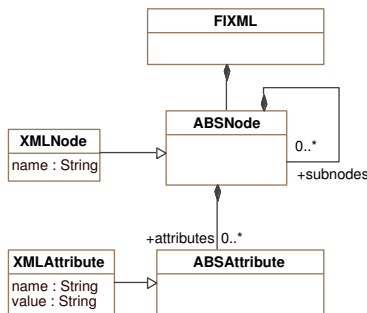 FIXML
ABSNode
XMLNode
name : String
0..*
+subnodes
+attributes 0..*
XMLAttribute
name : String
value : String
ABSAttribute